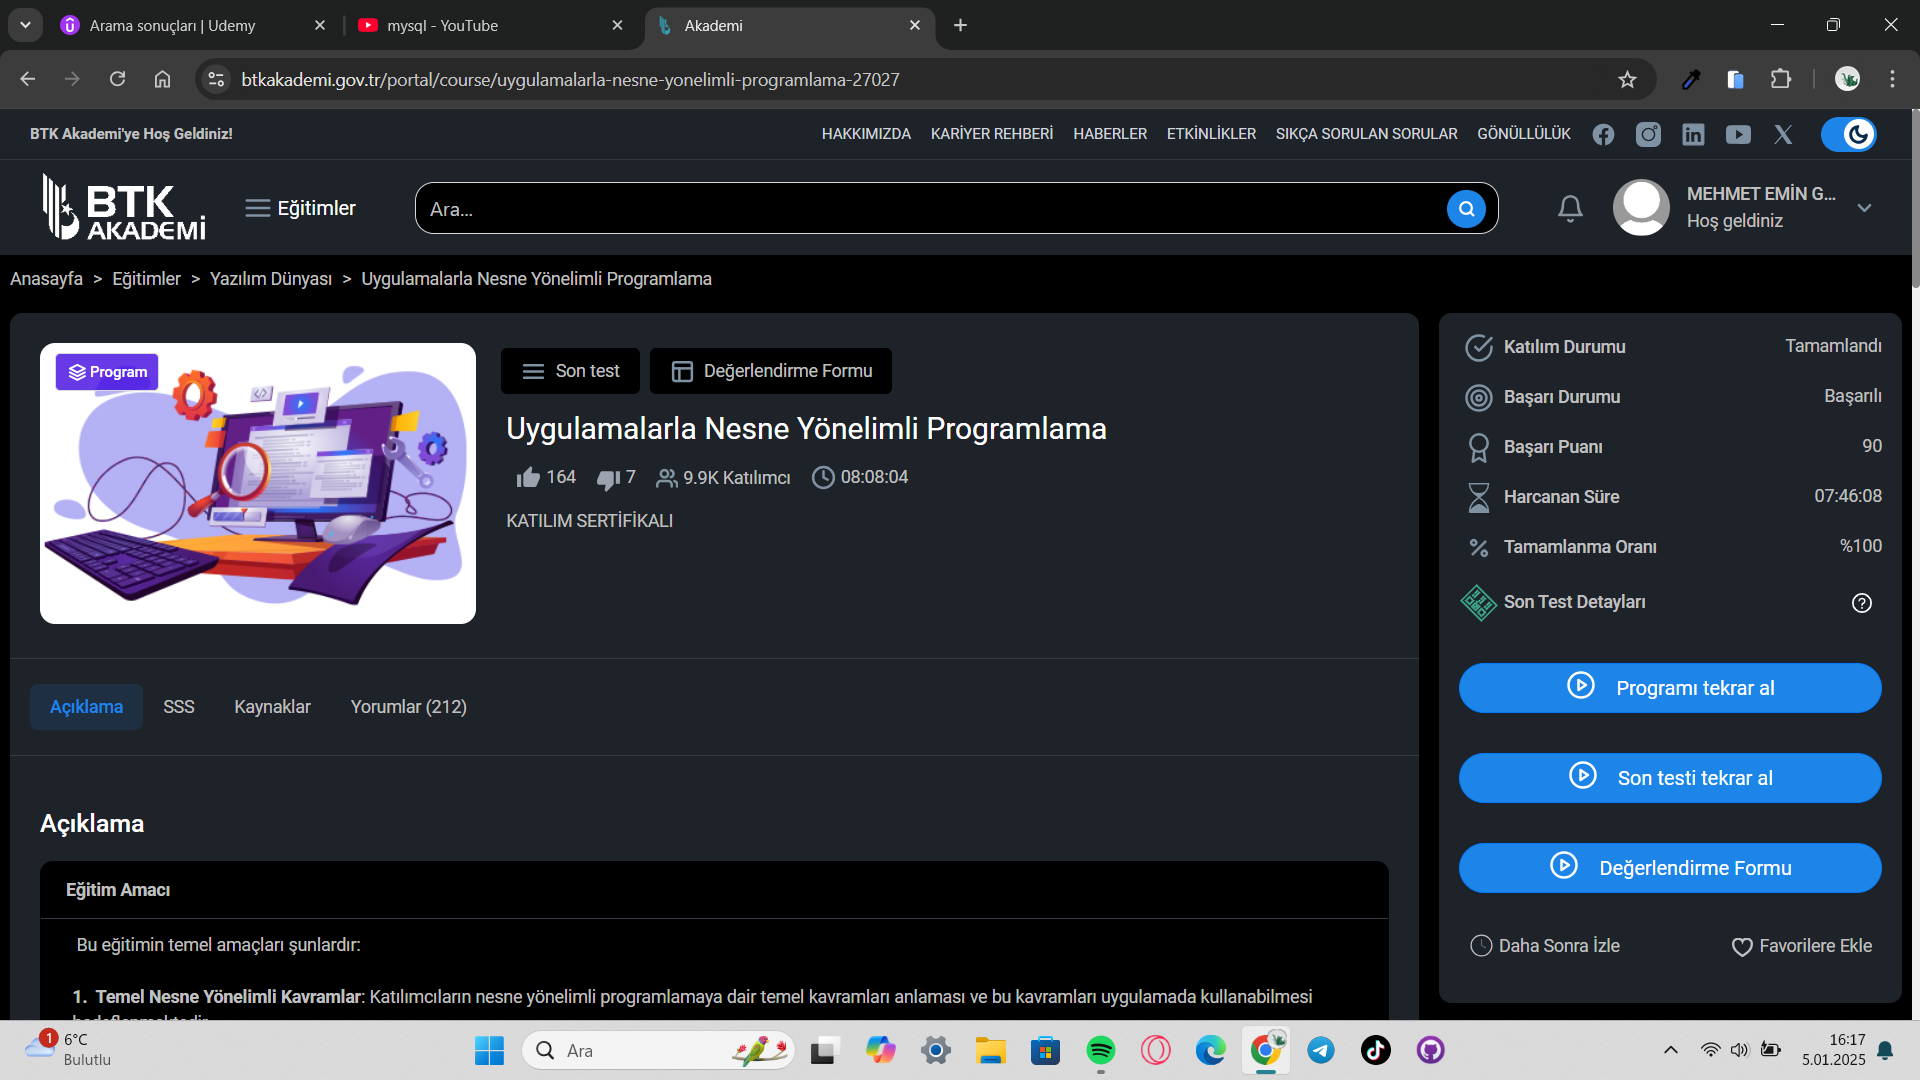 Arama sonuçları | Udemy
mysql - YouTube
Akademi
btkakademi.gov.tr/portal/course/uygulamalarla-nesne-yonelimli-programlama-27027
BTK Akademi'ye Hoş Geldiniz!
HAKKIMIZDA
KARİYER REHBERİ
HABERLER
ETKİNLİKLER
SIKÇA SORULAN SORULAR
GÖNÜLLÜLÜK
BTK
AKADEMİ
Eğitimler
Ara...
MEHMET EMİN G...
Hoş geldiniz
Anasayfa > Eğitimler > Yazılım Dünyası > Uygulamalarla Nesne Yönelimli Programlama
Program
Son test
Değerlendirme Formu
Uygulamalarla Nesne Yönelimli Programlama
164
7
9.9K Katılımcı
08:08:04
KATILIM SERTİFİKALI
Katılım Durumu
Tamamlandı
Başarı Durumu
Başarılı
Başarı Puanı
90
Harcanan Süre
07:46:08
Tamamlanma Oranı
%100
Son Test Detayları
Programı tekrar al
Son testi tekrar al
Değerlendirme Formu
Daha Sonra İzle
Favorilere Ekle
Açıklama
SSS
Kaynaklar
Yorumlar (212)
Açıklama
Eğitim Amacı
Bu eğitimin temel amaçları şunlardır:
1. Temel Nesne Yönelimli Kavramlar: Katılımcıların nesne yönelimli programlamaya dair temel kavramları anlaması ve bu kavramları uygulamada kullanabilmesi
1
6°C
Bulutlu
Ara
16:17
5.01.2025